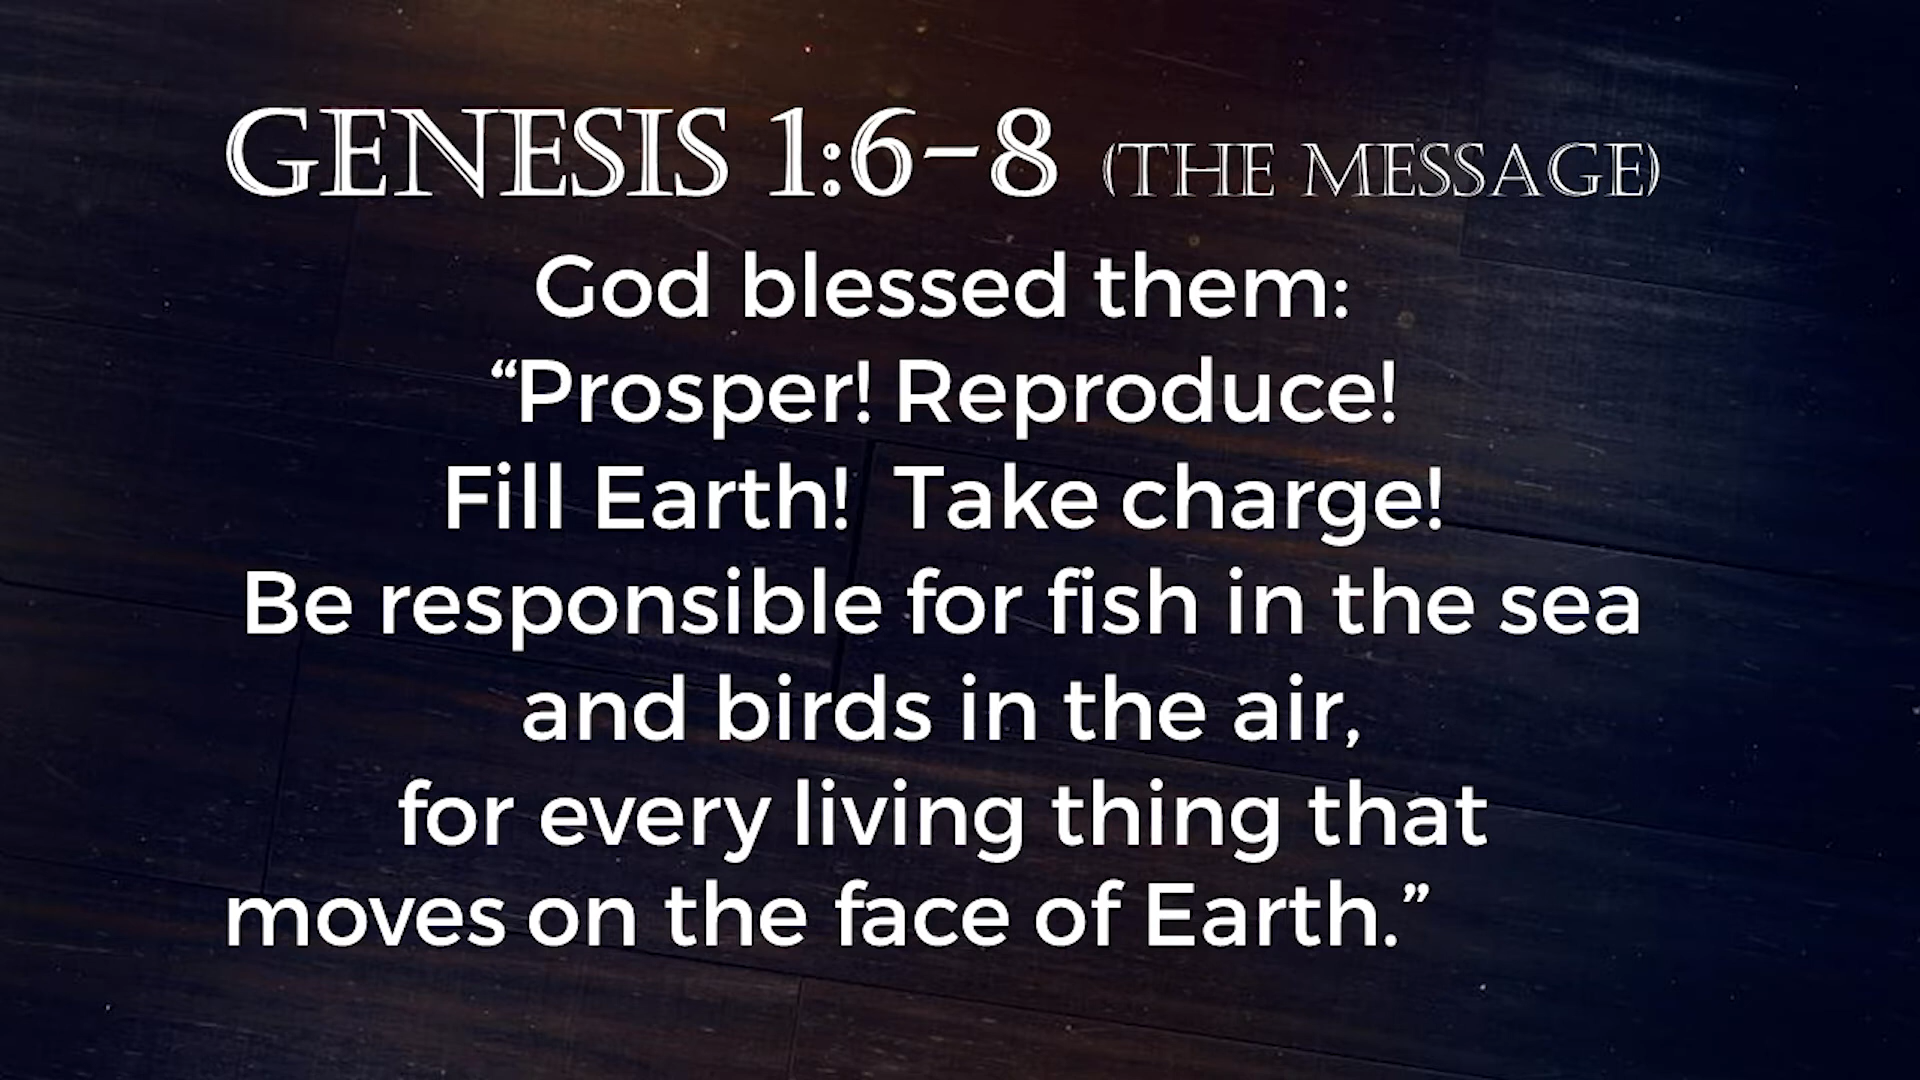 GENESIS 1:6-8 (THE MESSAGE)
God blessed them:
“Prosper! Reproduce!
Fill Earth!  Take charge!
Be responsible for fish in the sea
and birds in the air,
for every living thing that
moves on the face of Earth.”